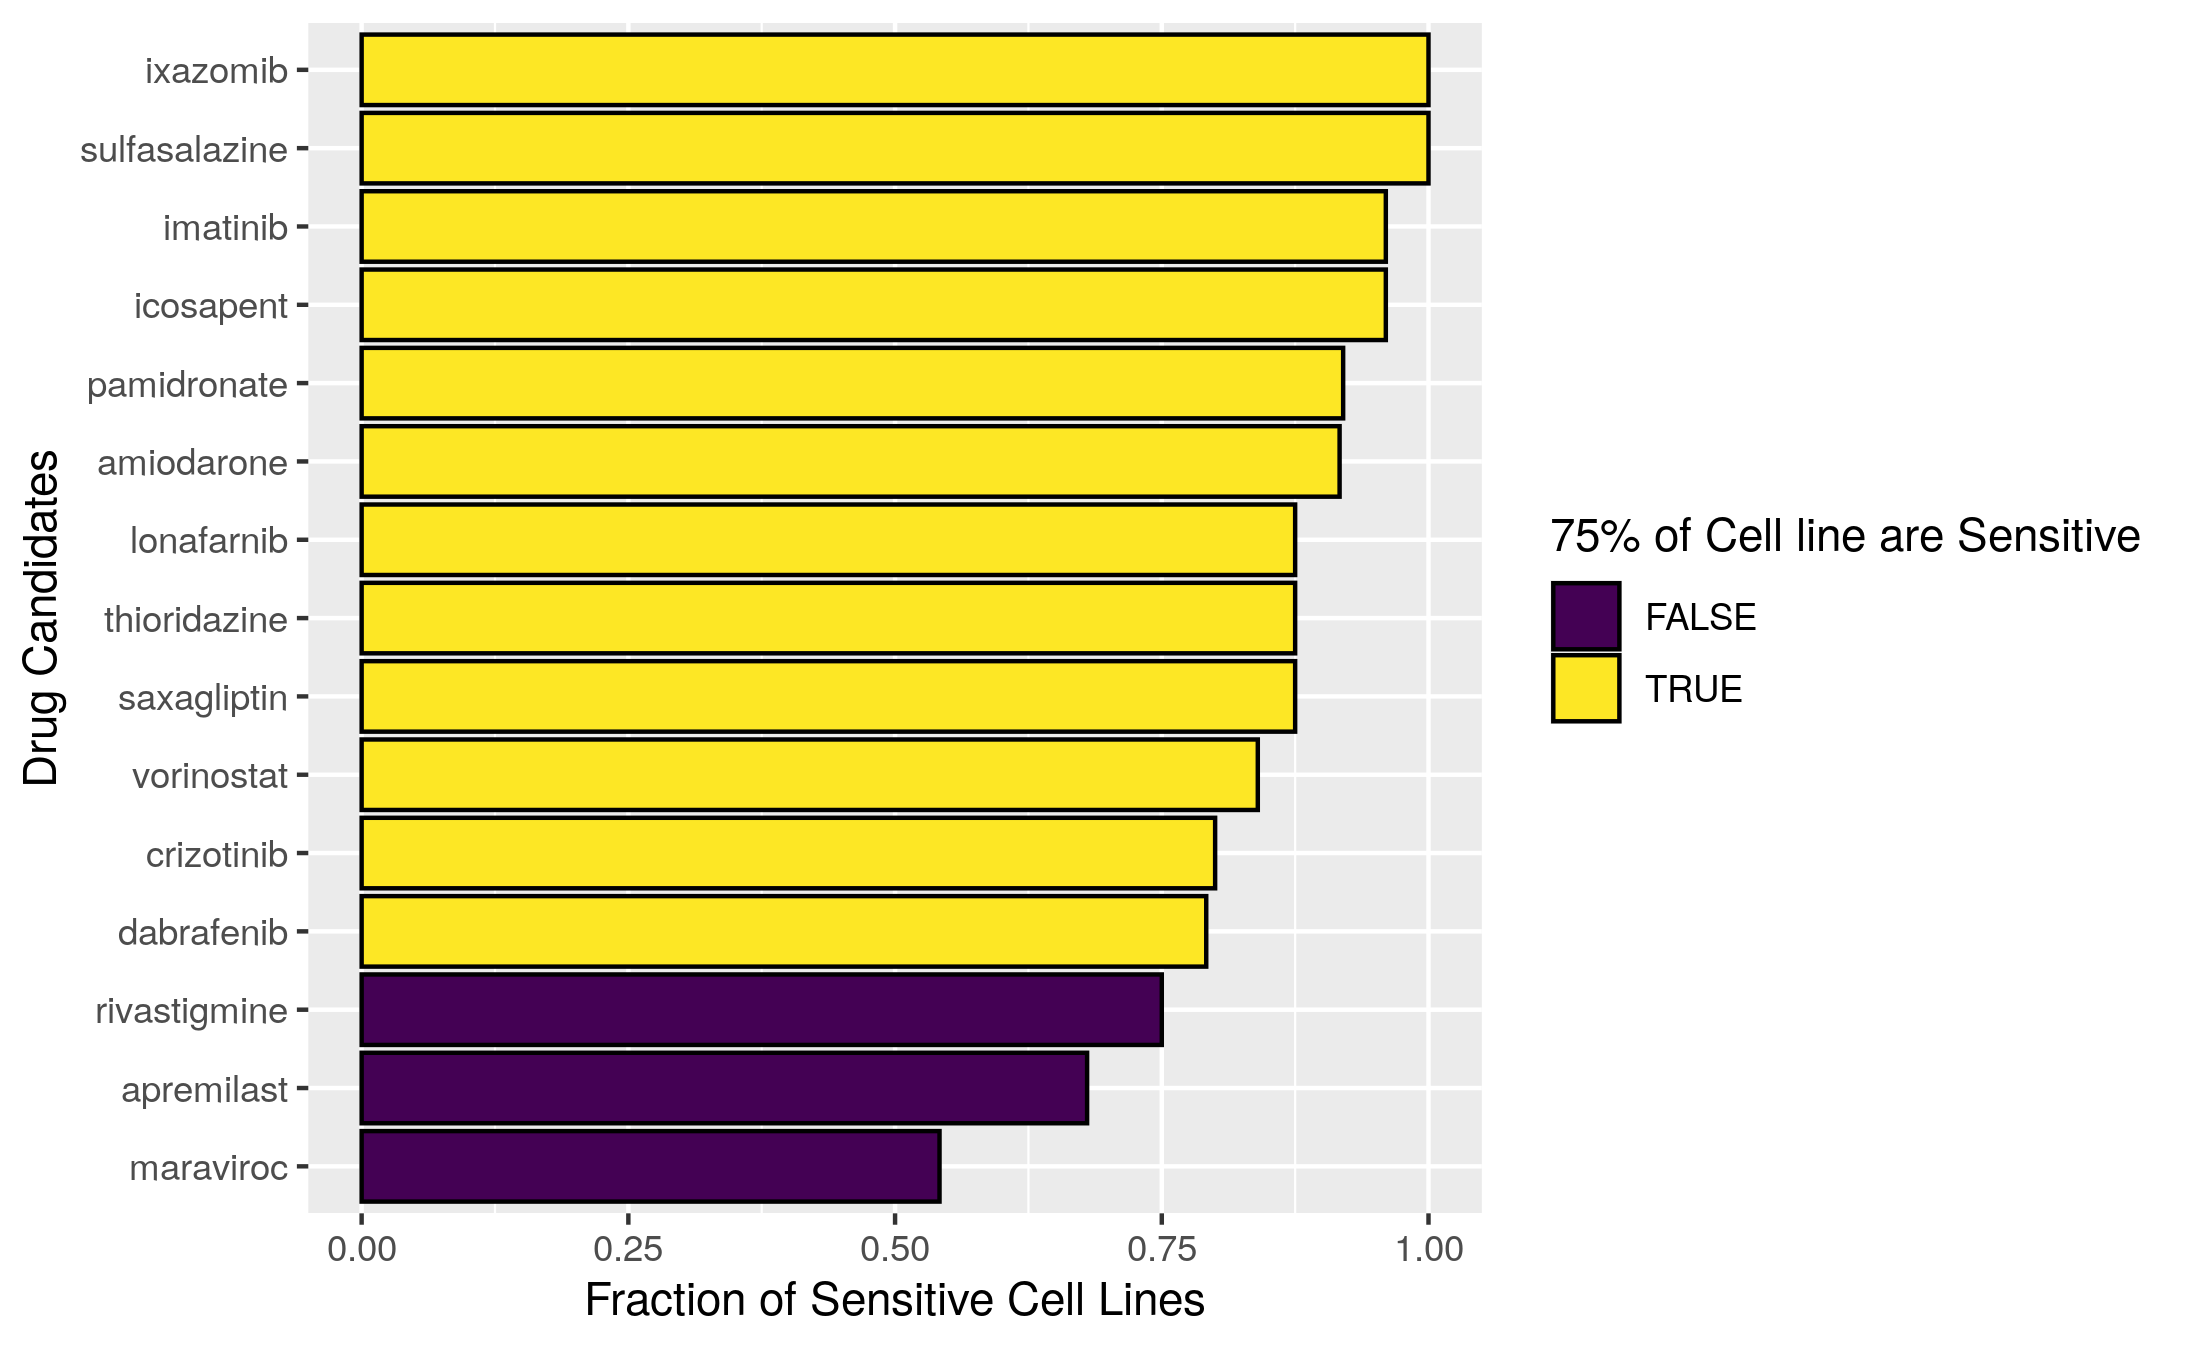 ixazomib
sulfasalazine
imatinib
icosapent
pamidronate
amiodarone
lonafarnib
thioridazine
saxagliptin
vorinostat
crizotinib
dabrafenib
rivastigmine
apremilast
maraviroc
Drug Candidates
0.00 0.25 0.50 0.75 1.00
Fraction of Sensitive Cell Lines
75% of Cell line are Sensitive
FALSE
TRUE